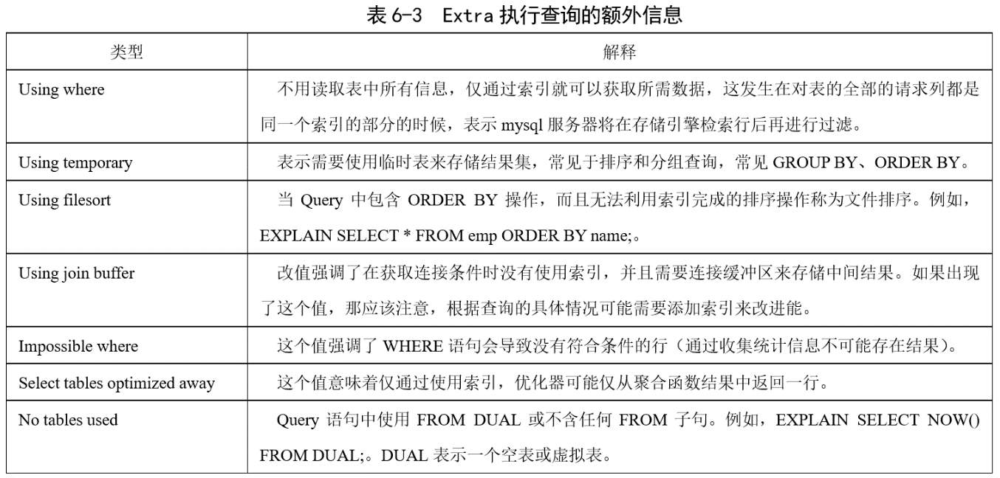 表 6-3 Extra 执行查询的额外信息
类型 解释
Using where 不用读取表中所有信息，仅通过索引就可以获取所需数据，这发生在对表的全部的请求列都是
同一个索引的部分的时候，表示 mysql 服务器将在存储引擎检索行后再进行过滤。
Using temporary 表示需要使用临时表来存储结果集，常见于排序和分组查询，常见 GROUP BY、ORDER BY。
Using filesort 当 Query 中包含 ORDER BY 操作，而且无法利用索引完成的排序操作称为文件排序。例如，
EXPLAIN SELECT * FROM emp ORDER BY name;。
Using join buffer 改值强调了在获取连接条件时没有使用索引，并且需要连接缓冲区来存储中间结果。如果出现
了这个值，那应该注意，根据查询的具体情况可能需要添加索引来改进能。
Impossible where 这个值强调了 WHERE 语句会导致没有符合条件的行（通过收集统计信息不可能存在结果）。
Select tables optimized away 这个值意味着仅通过使用索引，优化器可能仅从聚合函数结果中返回一行。
No tables used Query 语句中使用 FROM DUAL 或不含任何 FROM 子句。例如，EXPLAIN SELECT NOW()
FROM DUAL;。DUAL 表示一个空表或虚拟表。